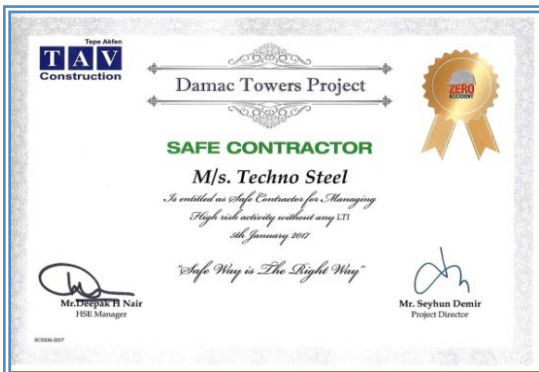 Tepe Akfen
TAV
Construction
Damac Towers Project
ZERO
ACCIDENT
SAFE CONTRACTOR
M/s. Techno Steel
Is entitled as Safe Contractor for Managing
High risk activity without any LTI
5th January 2017
"Safe Way is The Right Way"
Mr.Deepak H Nair
HSE Manager
Mr. Seyhun Demir
Project Director